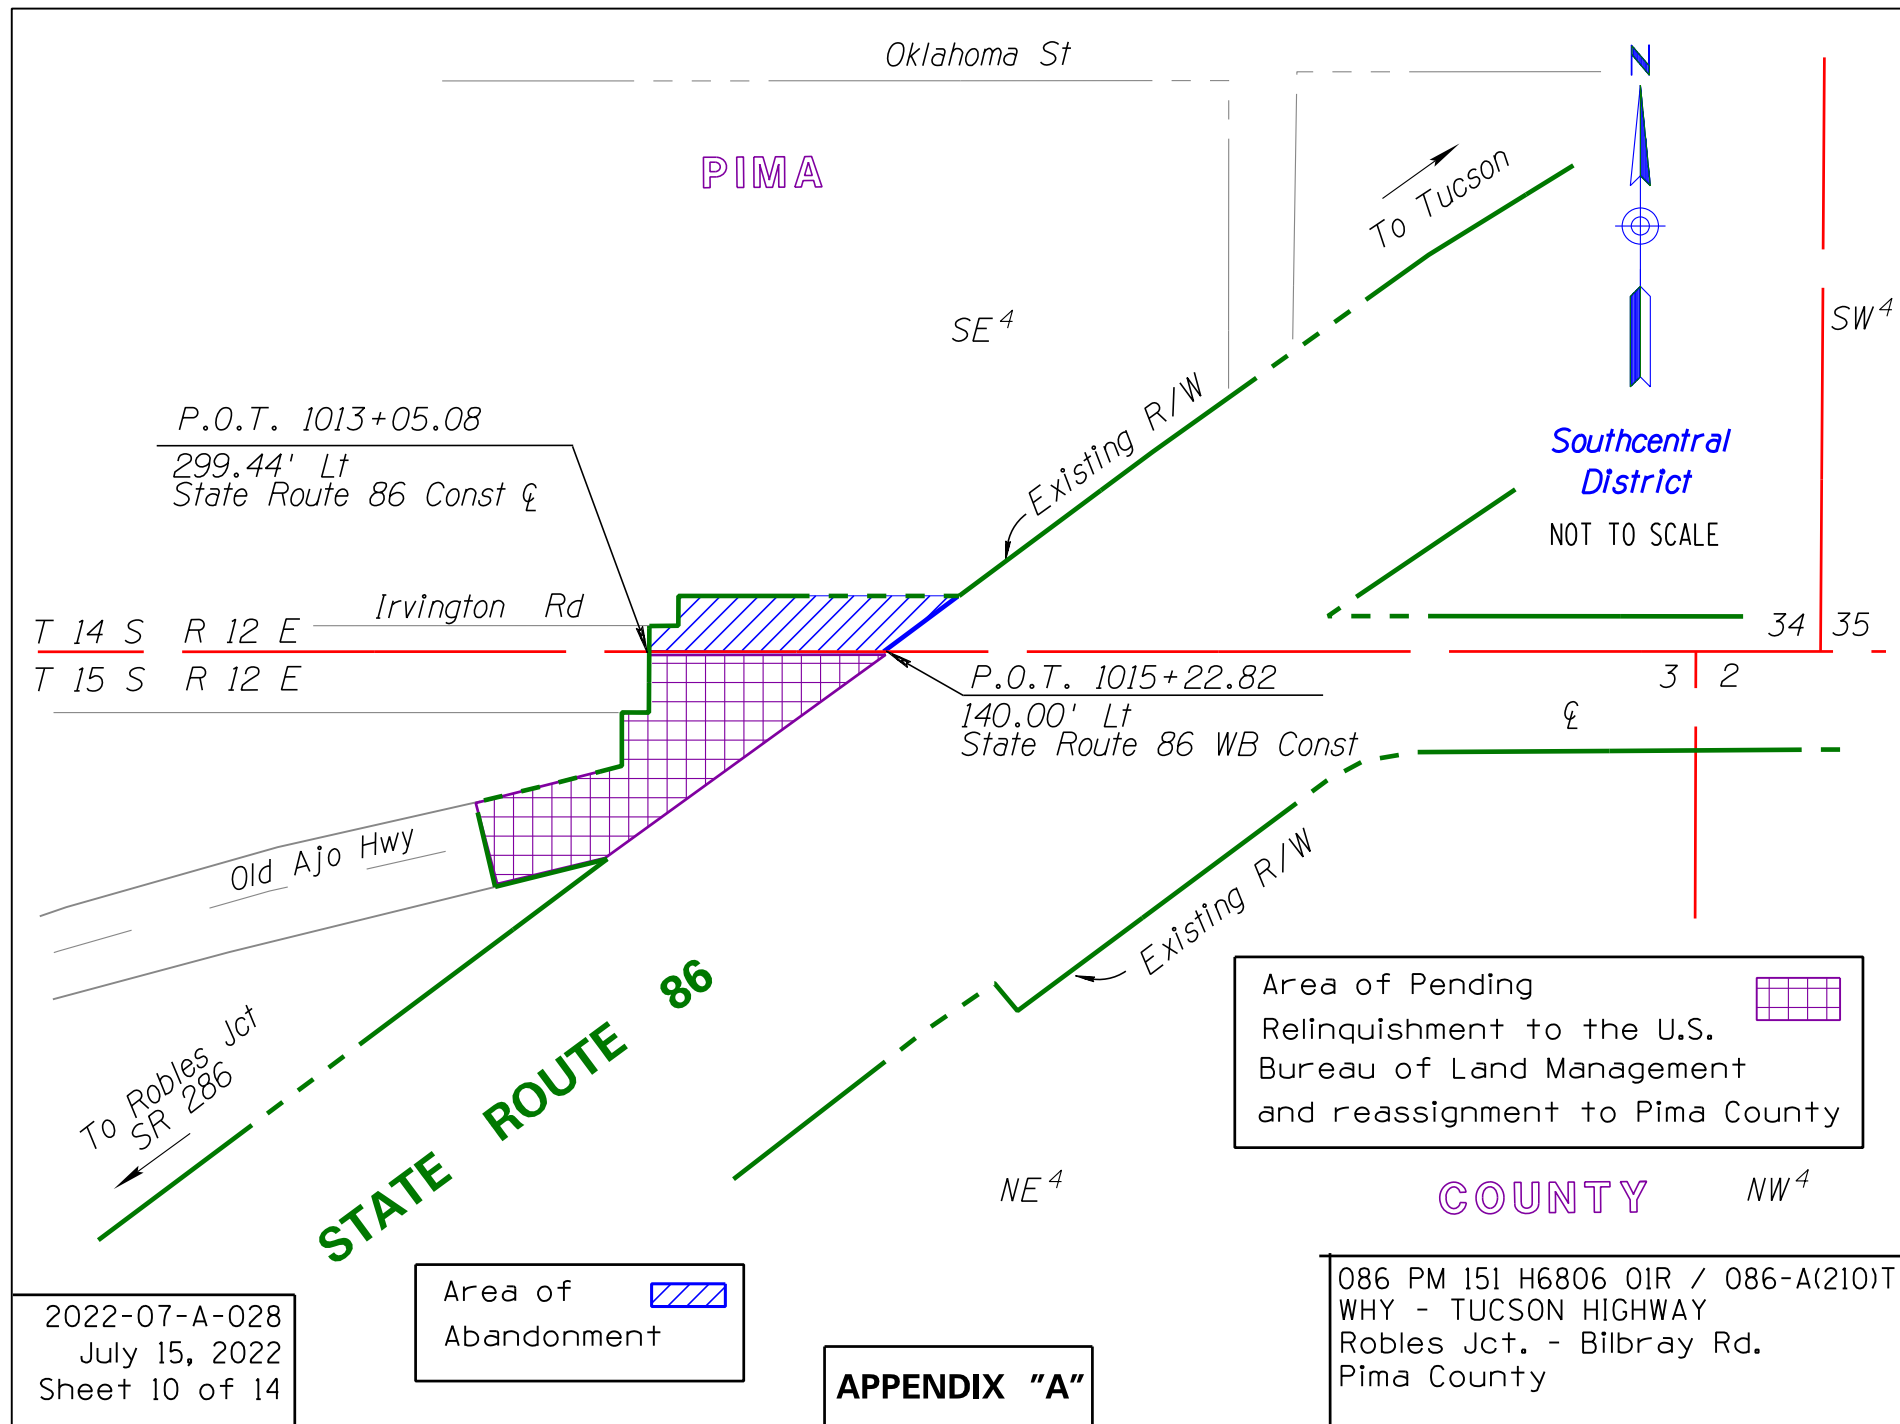 Oklahoma St
N
PIMA
To Tucson
SE 4
SW 4
P.O.T. 1013+05.08
299.44' Lt
State Route 86 Const ℄
Existing R/W
Southcentral
District
NOT TO SCALE
Irvington Rd
T 14 S R 12 E
34 35
T 15 S R 12 E
3 2
P.O.T. 1015+22.82
140.00' Lt
State Route 86 WB Const
℄
Old Ajo Hwy
Existing R/W
STATE ROUTE 86
To Robles Jct
SR 286
Area of Pending
Relinquishment to the U.S.
Bureau of Land Management
and reassignment to Pima County
NE 4
COUNTY
NW 4
Area of
Abandonment
2022-07-A-028
July 15, 2022
Sheet 10 of 14
APPENDIX "A"
086 PM 151 H6806 01R / 086-A(210)T
WHY - TUCSON HIGHWAY
Robles Jct. - Bilbray Rd.
Pima County